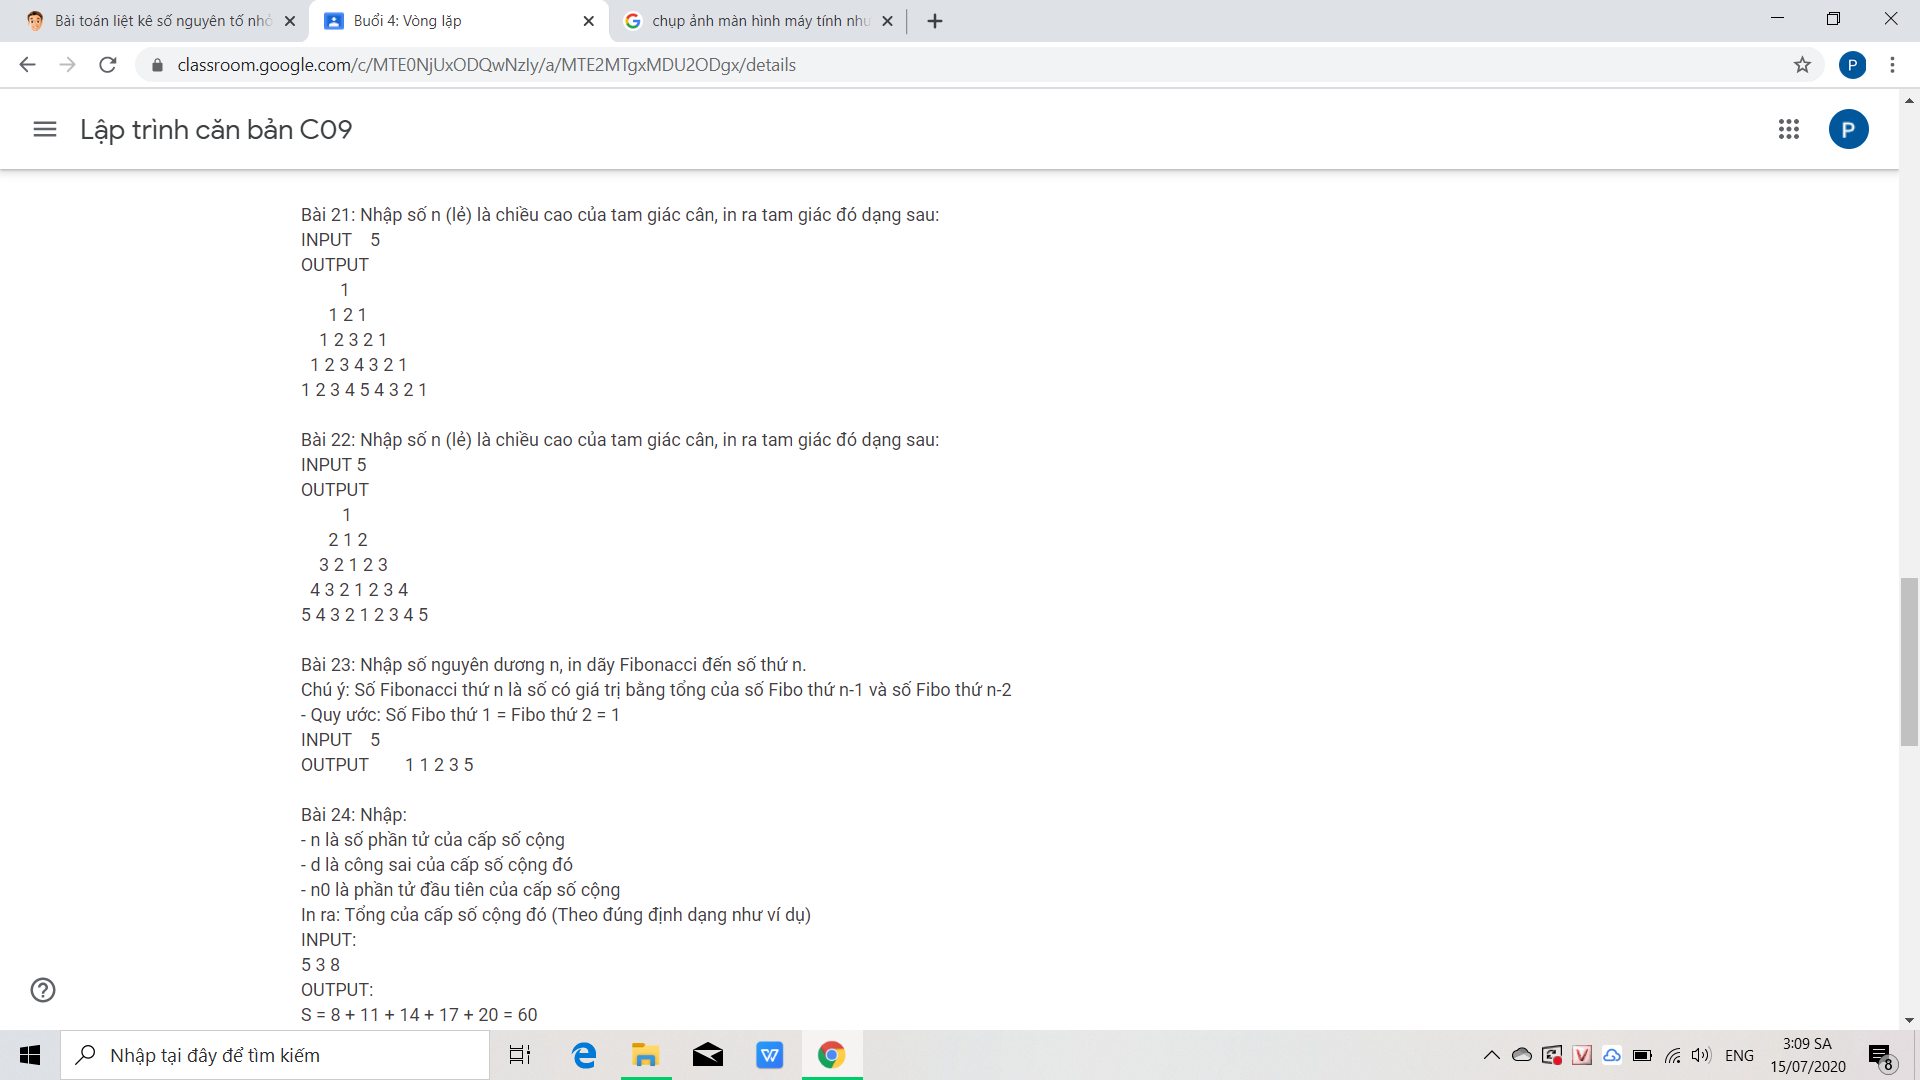 Bài toán liệt kê số nguyên tố nhỏ
Buổi 4: Vòng lặp
chụp ảnh màn hình máy tính như
classroom.google.com/c/MTE0NjUxODQwNzIy/a/MTE2MTgxMDU2ODgx/details
P
Lập trình căn bản C09
P
Bài 21: Nhập số n (lẻ) là chiều cao của tam giác cân, in ra tam giác đó dạng sau:
INPUT 5
OUTPUT
1
1 2 1
1 2 3 2 1
1 2 3 4 3 2 1
1 2 3 4 5 4 3 2 1
Bài 22: Nhập số n (lẻ) là chiều cao của tam giác cân, in ra tam giác đó dạng sau:
INPUT 5
OUTPUT
1
2 1 2
3 2 1 2 3
4 3 2 1 2 3 4
5 4 3 2 1 2 3 4 5
Bài 23: Nhập số nguyên dương n, in dãy Fibonacci đến số thứ n.
Chú ý: Số Fibonacci thứ n là số có giá trị bằng tổng của số Fibo thứ n-1 và số Fibo thứ n-2
- Quy ước: Số Fibo thứ 1 = Fibo thứ 2 = 1
INPUT 5
OUTPUT 1 1 2 3 5
Bài 24: Nhập:
- n là số phần tử của cấp số cộng
- d là công sai của cấp số cộng đó
- n0 là phần tử đầu tiên của cấp số cộng
In ra: Tổng của cấp số cộng đó (Theo đúng định dạng như ví dụ)
INPUT:
5 3 8
OUTPUT:
S = 8 + 11 + 14 + 17 + 20 = 60
Nhập tại đây để tìm kiếm
ENG
3:09 SA
15/07/2020
8